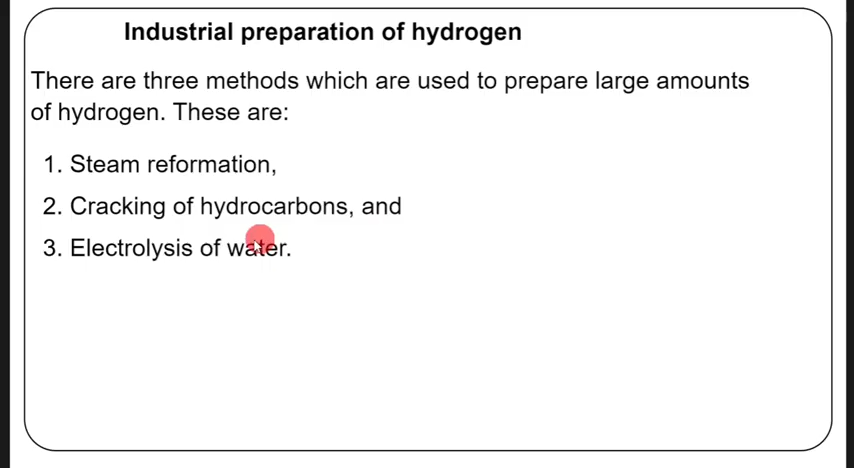 Industrial preparation of hydrogen
There are three methods which are used to prepare large amounts
of hydrogen. These are:
1. Steam reformation,
2. Cracking of hydrocarbons, and
3. Electrolysis of water.